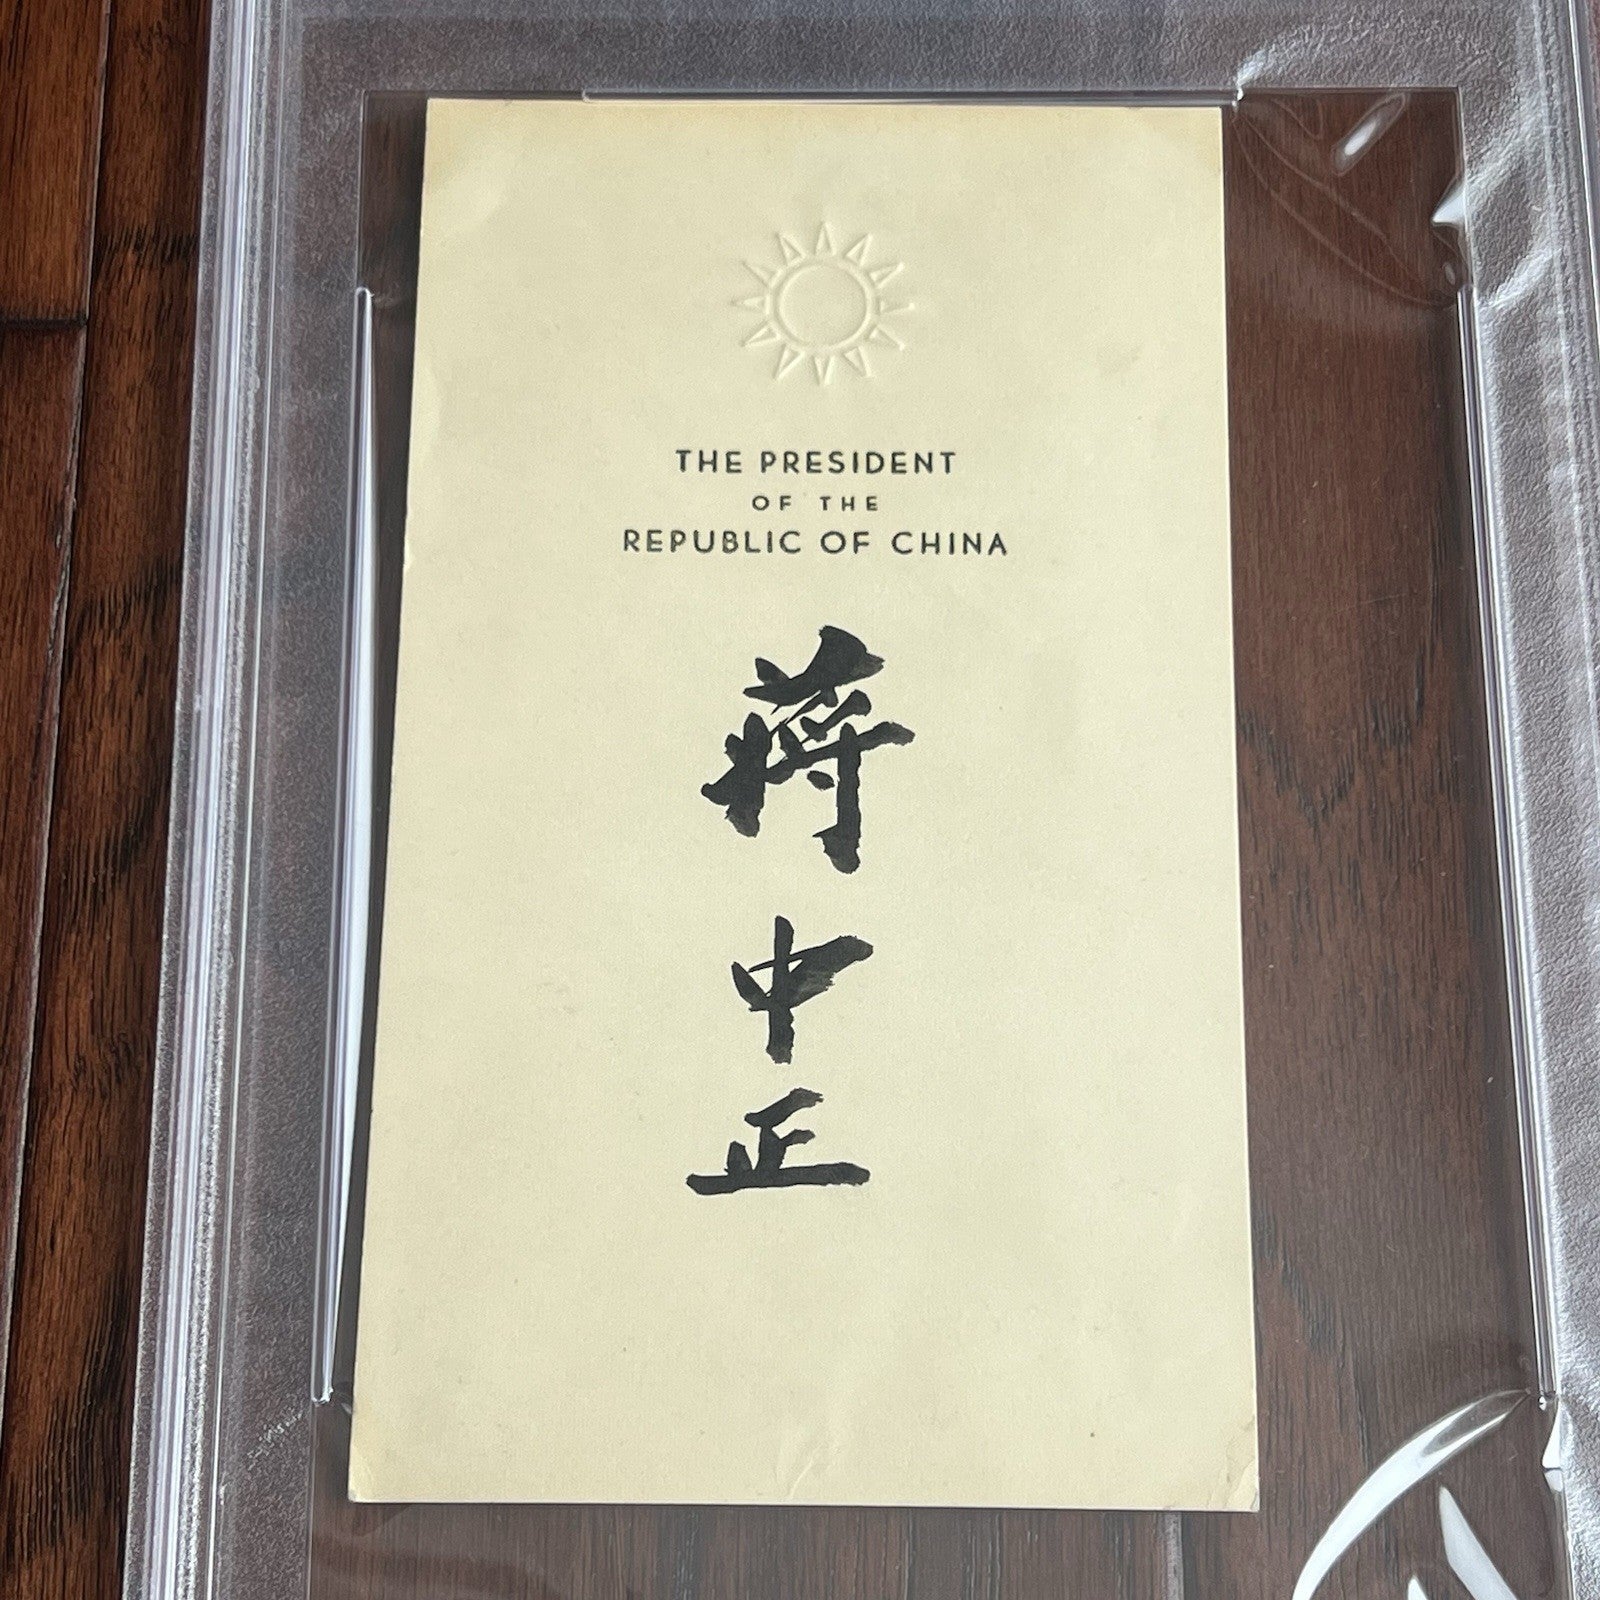 THE PRESIDENT
OF THE
REPUBLIC OF CHINA
蔣中正